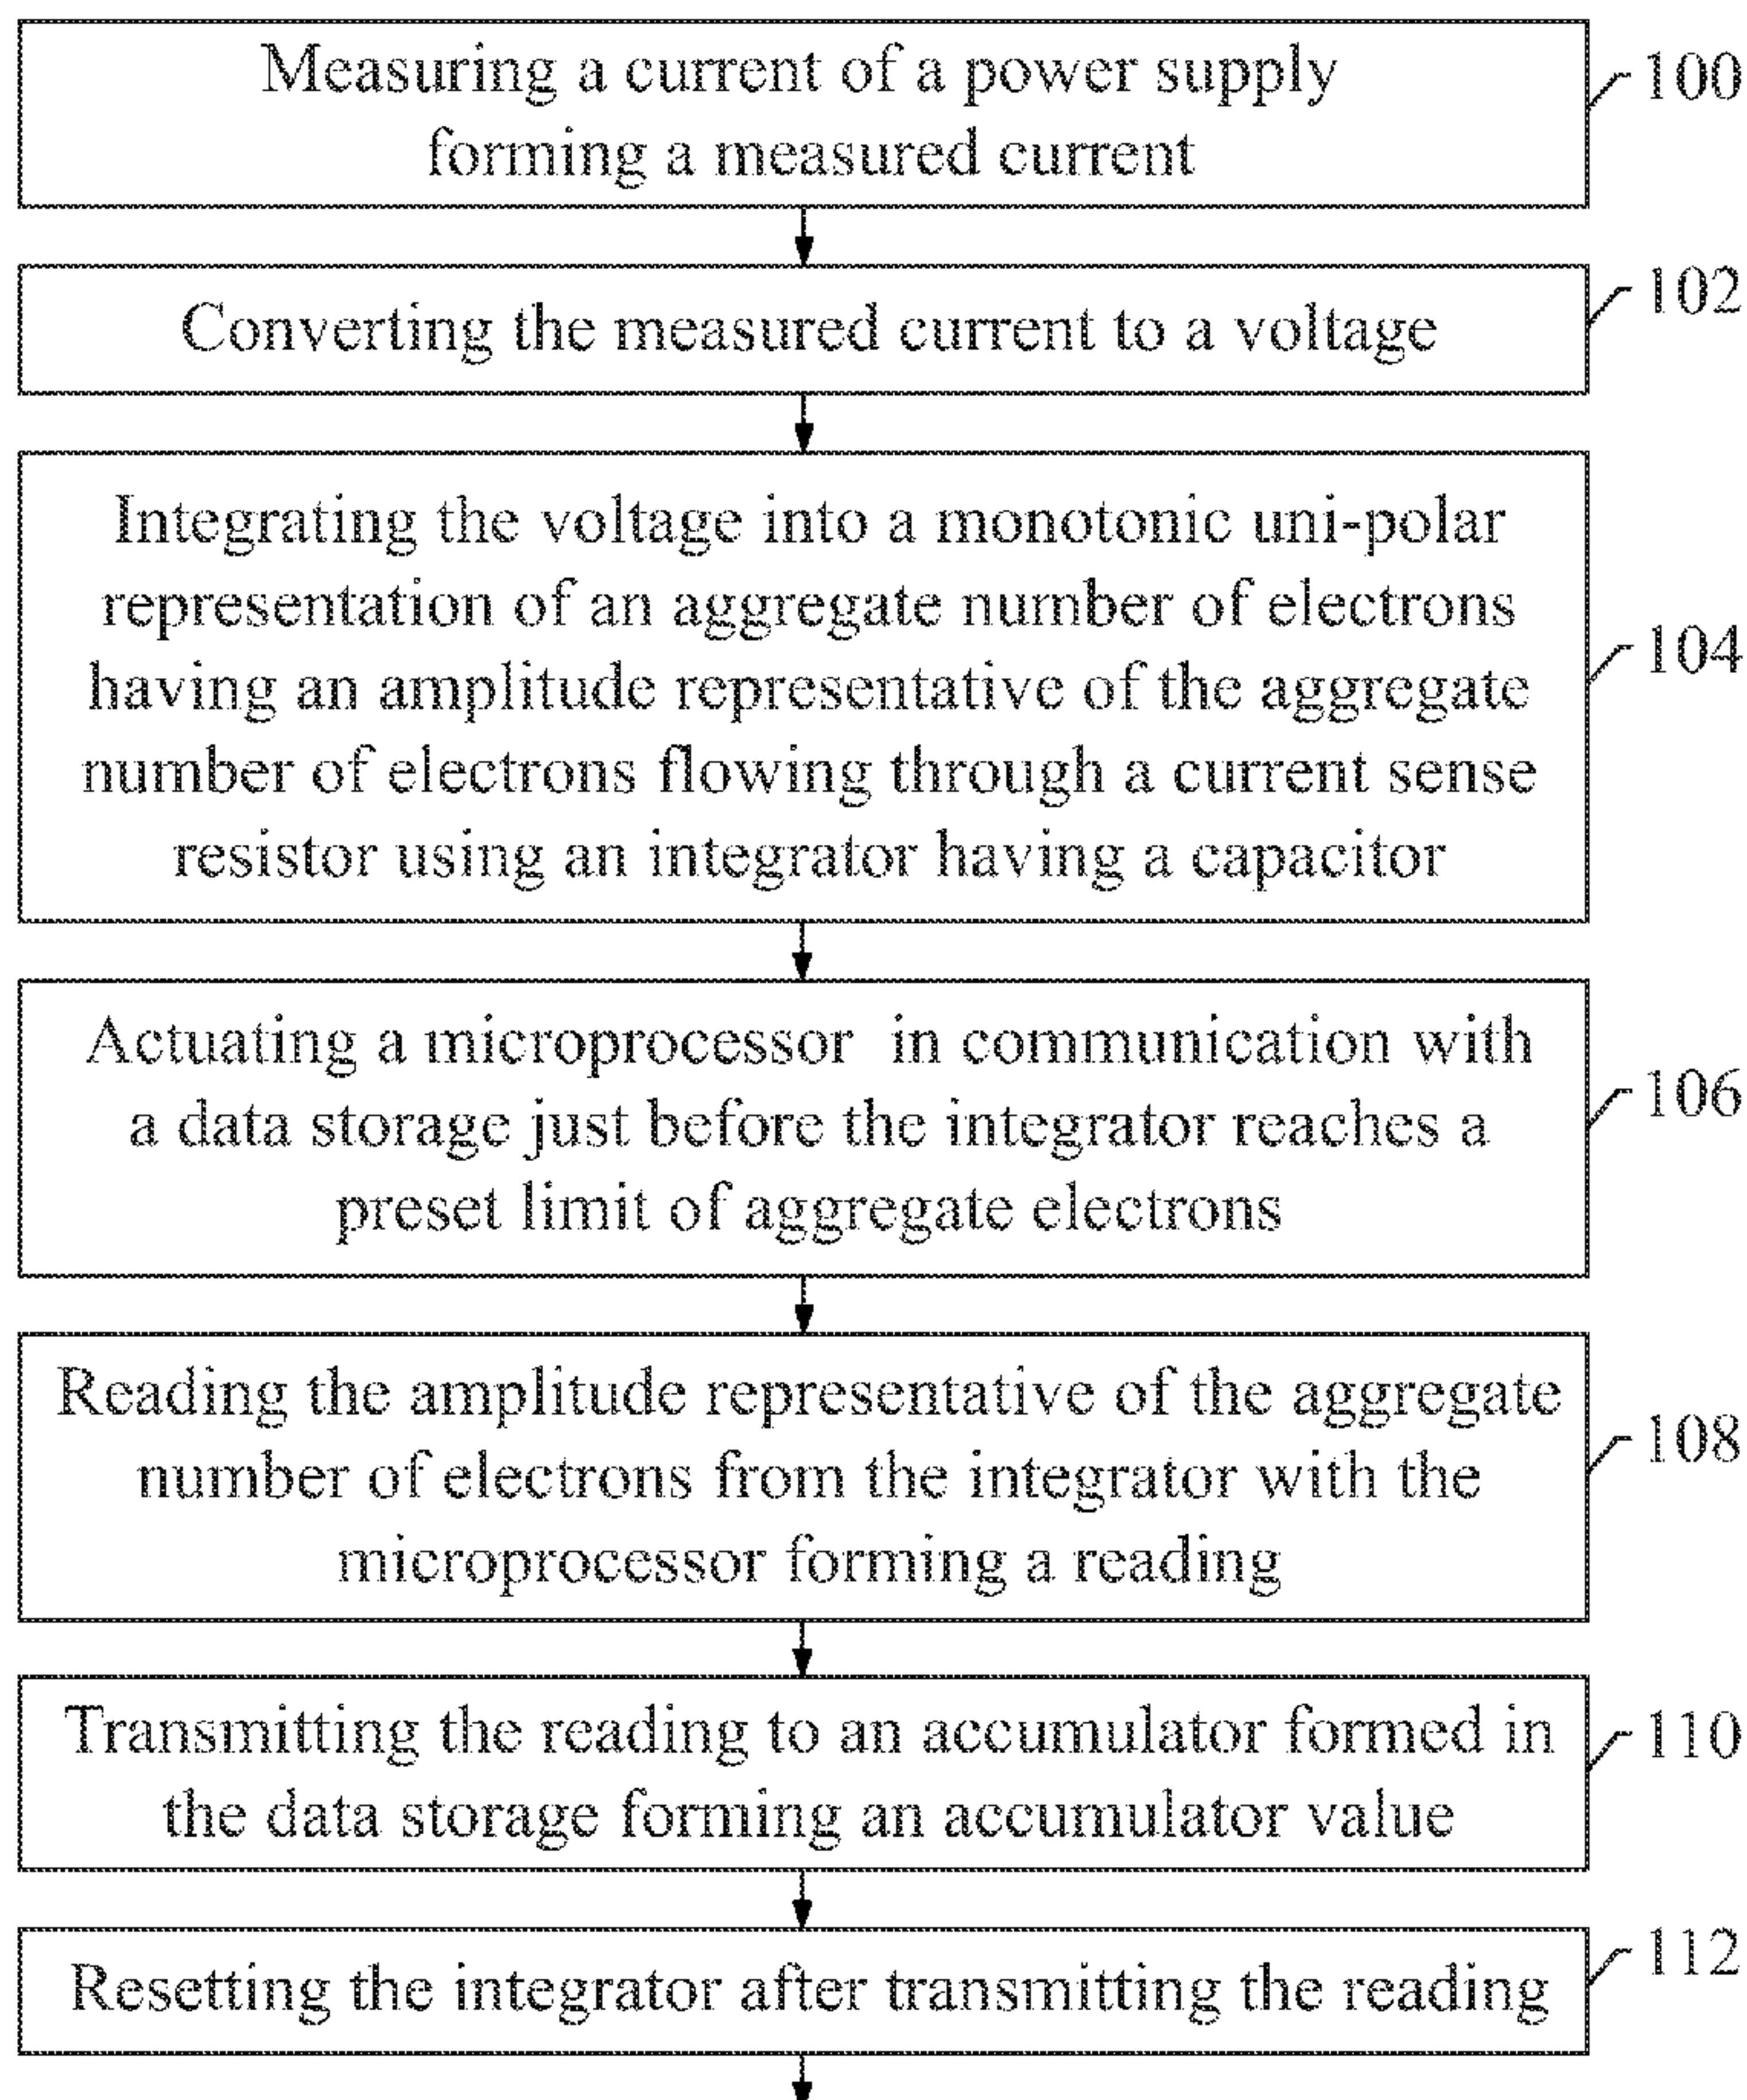 Measuring a current of a power supply
forming a measured current
100
Converting the measured current to a voltage
102
Integrating the voltage into a monotonic uni-polar
representation of an aggregate number of electrons
having an amplitude representative of the aggregate
number of electrons flowing through a current sense
resistor using an integrator having a capacitor
104
Actuating a microprocessor in communication with
a data storage just before the integrator reaches a
preset limit of aggregate electrons
106
Reading the amplitude representative of the aggregate
number of electrons from the integrator with the
microprocessor forming a reading
108
Transmitting the reading to an accumulator formed in
the data storage forming an accumulator value
110
Resetting the integrator after transmitting the reading
112